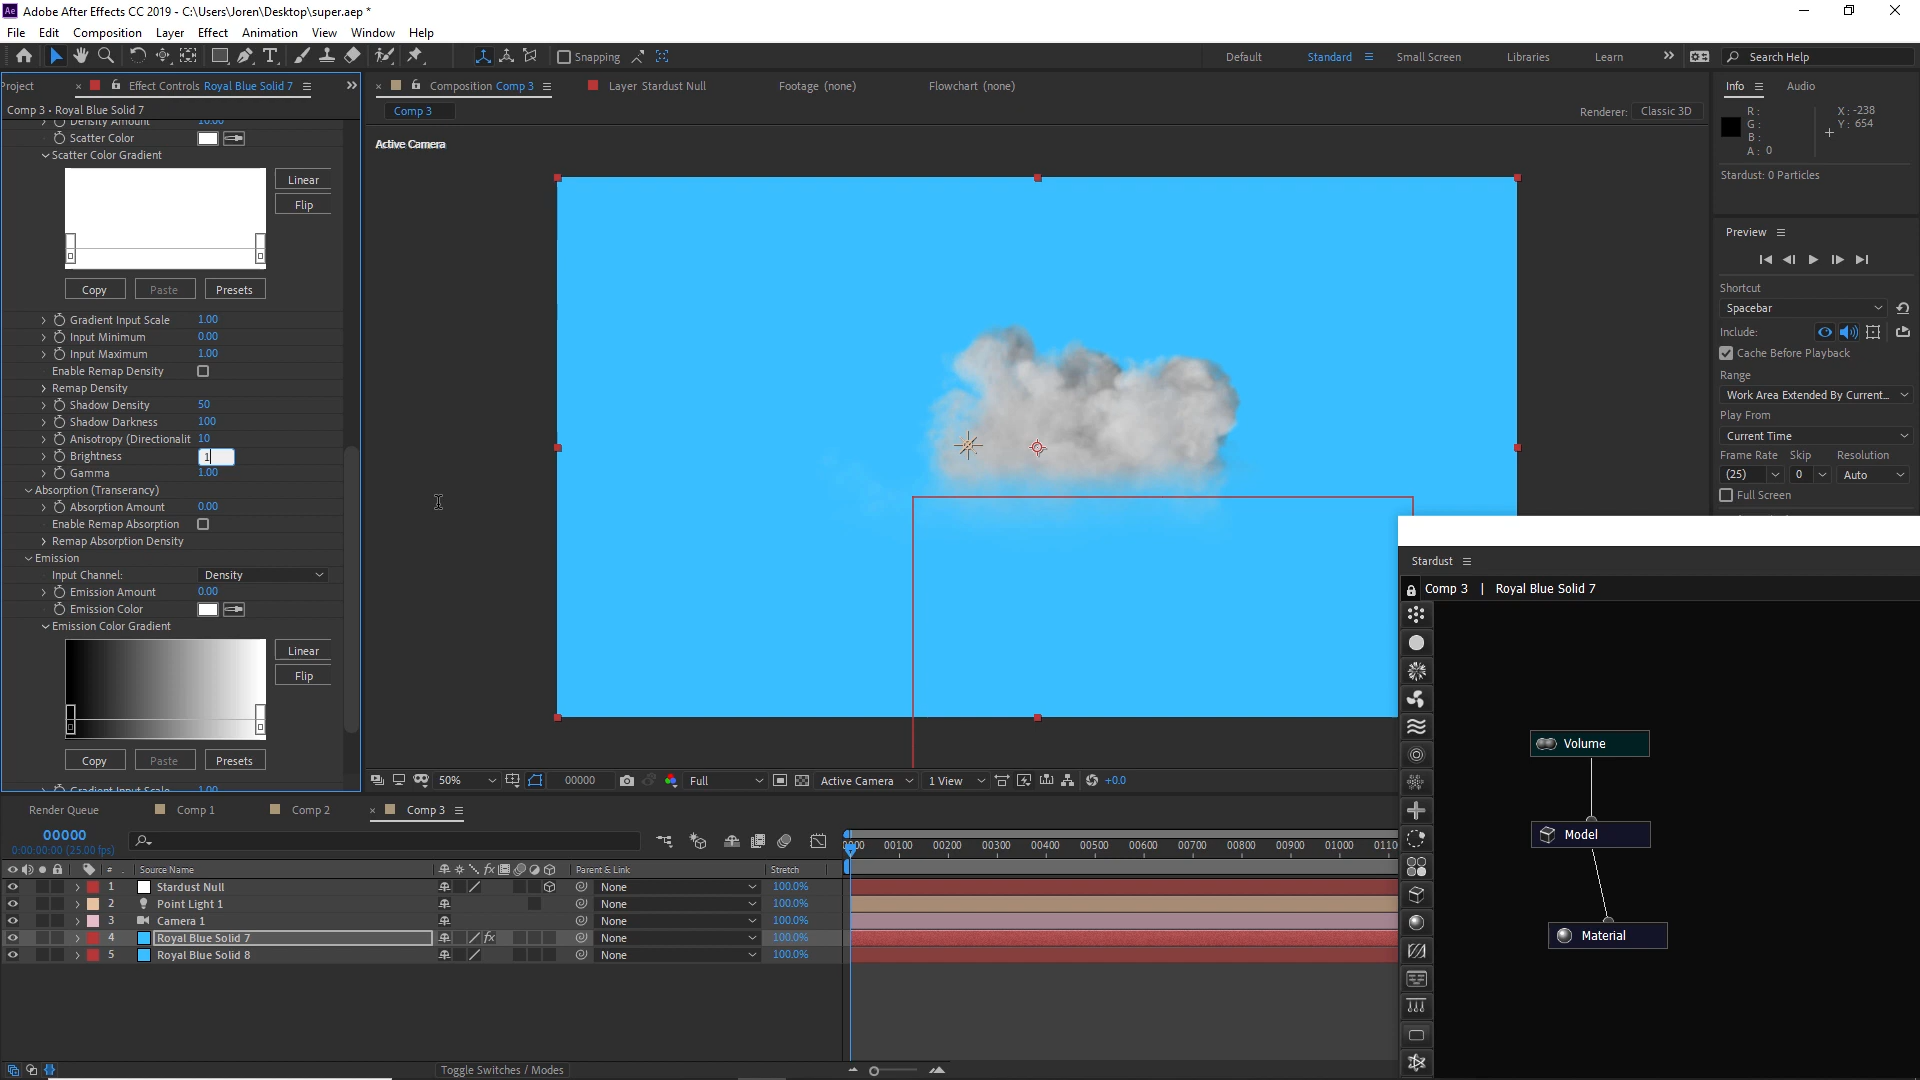 Adobe After Effects CC 2019 - C:\Users\Joren\Desktop\super.aep *
File Edit Composition Layer Effect Animation View Window Help
Snapping
Default Standard Small Screen Libraries Learn Search Help
Project Effect Controls Royal Blue Solid 7
Composition Comp 3
Layer Stardust Null
Footage (none)
Flowchart (none)
Info Audio
Comp 3 • Royal Blue Solid 7
Comp 3
Renderer: Classic 3D
Density Amount 10.00
Scatter Color
Scatter Color Gradient
Linear
Flip
Copy Paste Presets
Gradient Input Scale 1.00
Input Minimum 0.00
Input Maximum 1.00
Enable Remap Density
Remap Density
Shadow Density 50
Shadow Darkness 100
Anisotropy (Directionalit 10
Brightness 1
Gamma 1.00
Absorption (Transerancy)
Absorption Amount 0.00
Enable Remap Absorption
Remap Absorption Density
Emission
Input Channel: Density
Emission Amount 0.00
Emission Color
Emission Color Gradient
Linear
Flip
Copy Paste Presets
Gradient Input Scale 1.00
Active Camera
R:
G:
B:
A: 0
X: -238
Y: 654
Stardust: 0 Particles
Preview
Shortcut
Spacebar
Include:
Cache Before Playback
Range
Work Area Extended By Current...
Play From
Current Time
Frame Rate Skip Resolution
(25) 0 Auto
Full Screen
Stardust
Comp 3 | Royal Blue Solid 7
Volume
Model
Material
50% 00000 Full Active Camera 1 View +0.0
Render Queue Comp 1 Comp 2 Comp 3
00000
0:00:00:00 (25.00 fps)
0000 00100 00200 00300 00400 00500 00600 00700 00800 00900 01000 0110
# Source Name fx Parent & Link Stretch
1 Stardust Null None 100.0%
2 Point Light 1 None 100.0%
3 Camera 1 None 100.0%
4 Royal Blue Solid 7 fx None 100.0%
5 Royal Blue Solid 8 None 100.0%
Toggle Switches / Modes